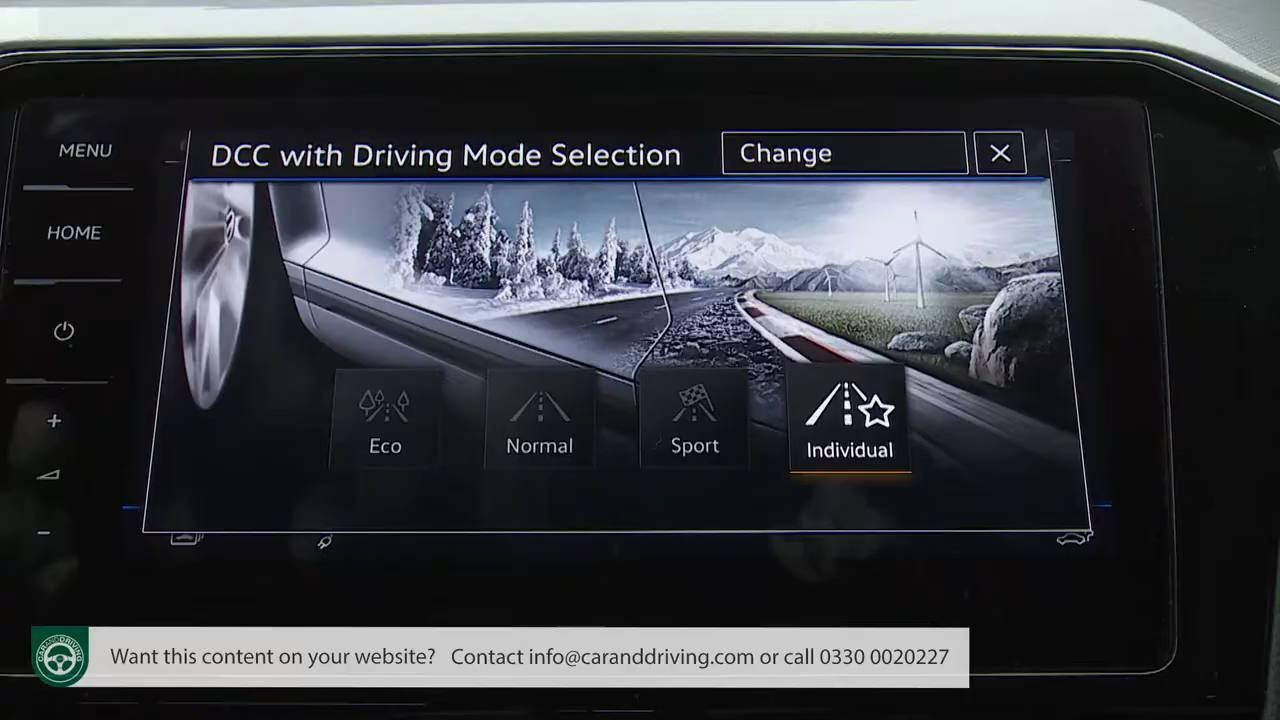 MENU
DCC with Driving Mode Selection
Change
HOME
Eco
Normal
Sport
Individual
CARANDDRIVING
Want this content on your website? Contact info@caranddriving.com or call 0330 0020227